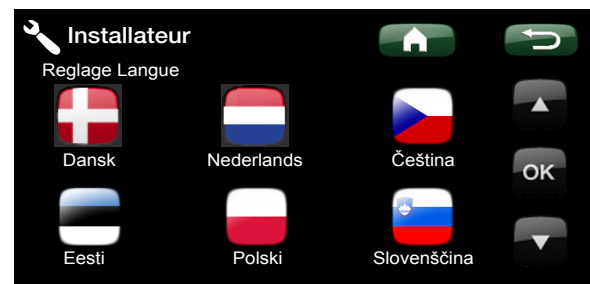 Installateur
Reglage Langue
Dansk Nederlands Čeština
OK
Eesti Polski Slovenščina